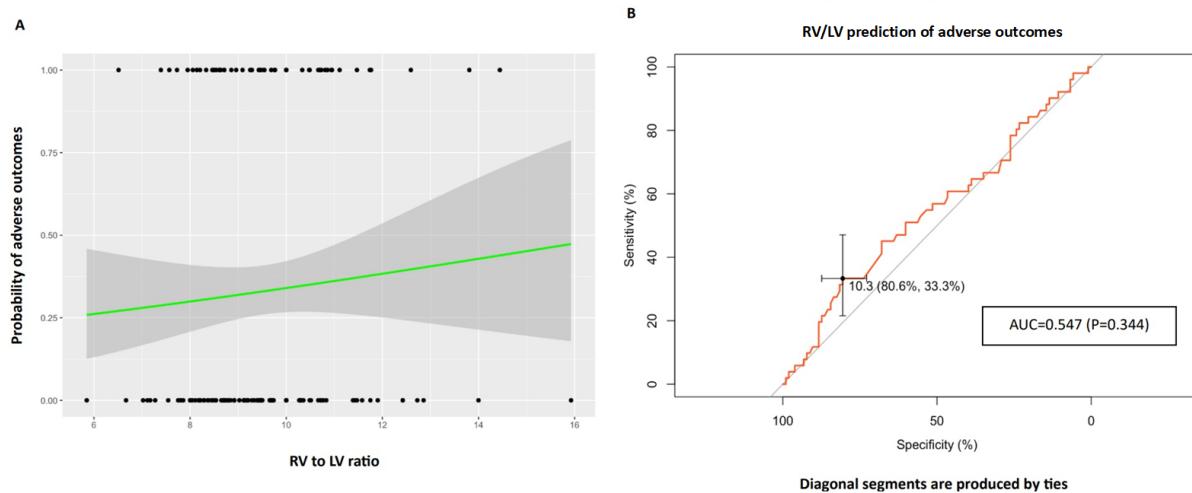 A
1.00
0.75
0.50
0.25
0.00
Probability of adverse outcomes
6 8 10 12 14 16
RV to LV ratio
B
RV/LV prediction of adverse outcomes
100
80
60
40
20
0
Sensitivity (%)
10.3 (80.6%, 33.3%)
AUC=0.547 (P=0.344)
100 50 0
Specificity (%)
Diagonal segments are produced by ties